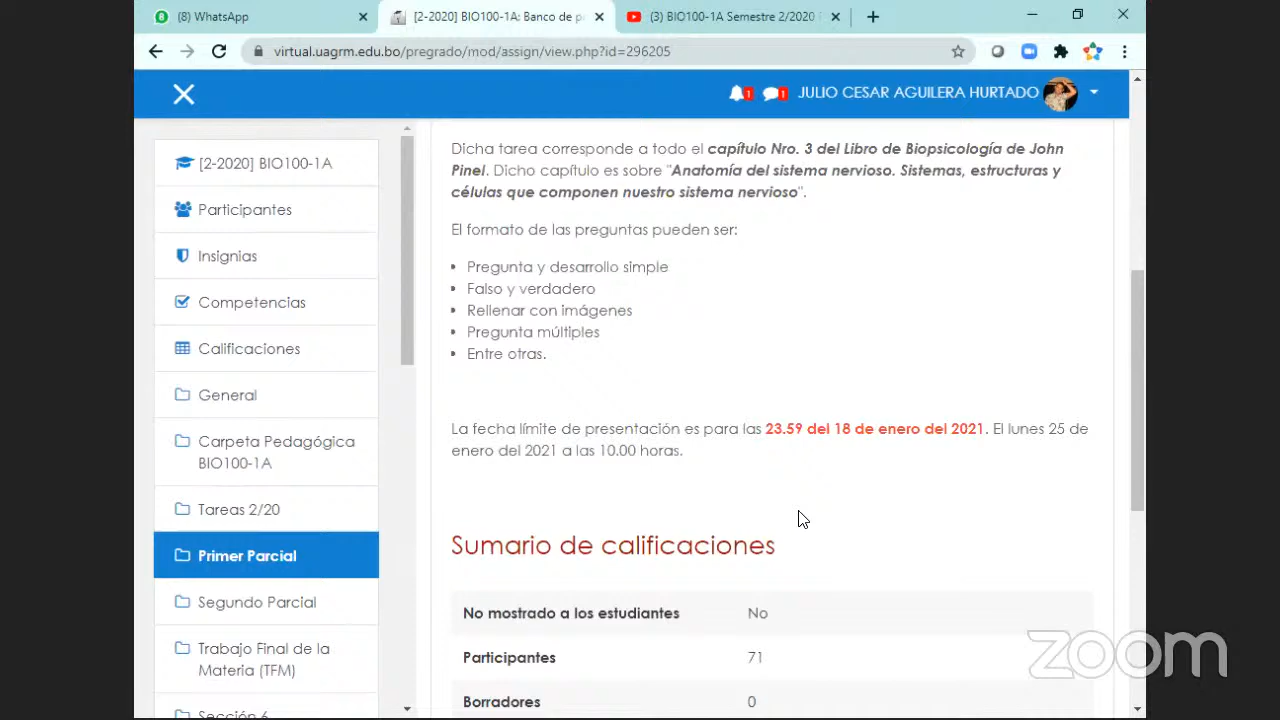 (8) WhatsApp
[2-2020] BIO100-1A: Banco de p
(3) BIO100-1A Semestre 2/2020
virtual.uagrm.edu.bo/pregrado/mod/assign/view.php?id=296205
1
1
JULIO CESAR AGUILERA HURTADO
[2-2020] BIO100-1A
Participantes
Insignias
Competencias
Calificaciones
General
Carpeta Pedagógica
BIO100-1A
Tareas 2/20
Primer Parcial
Segundo Parcial
Trabajo Final de la
Materia (TFM)
Sección 6
Dicha tarea corresponde a todo el capítulo Nro. 3 del Libro de Biopsicología de John
Pinel. Dicho capítulo es sobre "Anatomía del sistema nervioso. Sistemas, estructuras y
células que componen nuestro sistema nervioso".
El formato de las preguntas pueden ser:
Pregunta y desarrollo simple
Falso y verdadero
Rellenar con imágenes
Pregunta múltiples
Entre otras.
La fecha límite de presentación es para las 23.59 del 18 de enero del 2021. El lunes 25 de
enero del 2021 a las 10.00 horas.
Sumario de calificaciones
No mostrado a los estudiantes No
Participantes 71
Borradores 0
zoom